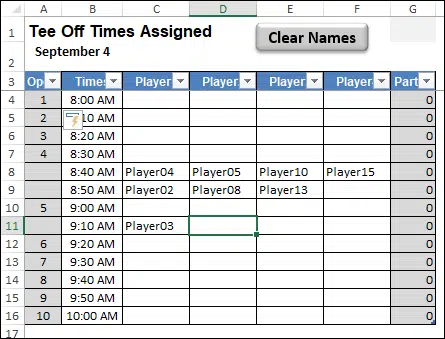 A B C D E F G
1 Tee Off Times Assigned Clear Names
2 September 4
3 Op Times Player Player Player Player Part
4 1 8:00 AM 0
5 2 10 AM 0
6 3 8:20 AM 0
7 4 8:30 AM 0
8 8:40 AM Player04 Player05 Player10 Player15 0
9 8:50 AM Player02 Player08 Player13 0
10 5 9:00 AM 0
11 9:10 AM Player03 0
12 6 9:20 AM 0
13 7 9:30 AM 0
14 8 9:40 AM 0
15 9 9:50 AM 0
16 10 10:00 AM 0
17